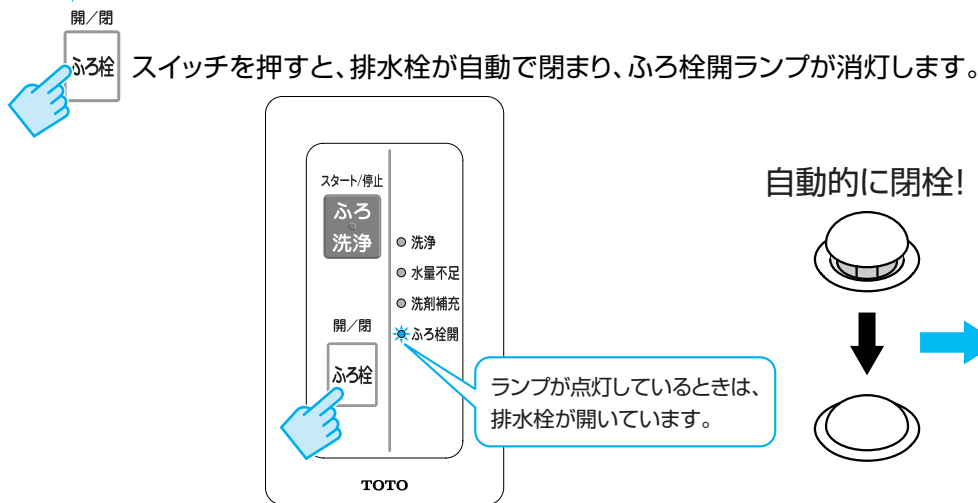 開／閉
ふろ栓
スイッチを押すと、排水栓が自動で閉まり、ふろ栓開ランプが消灯します。
スタート/停止
ふろ
洗浄
洗浄
水量不足
洗剤補充
ふろ栓開
開／閉
ふろ栓
ランプが点灯しているときは、
排水栓が開いています。
TOTO
自動的に閉栓！